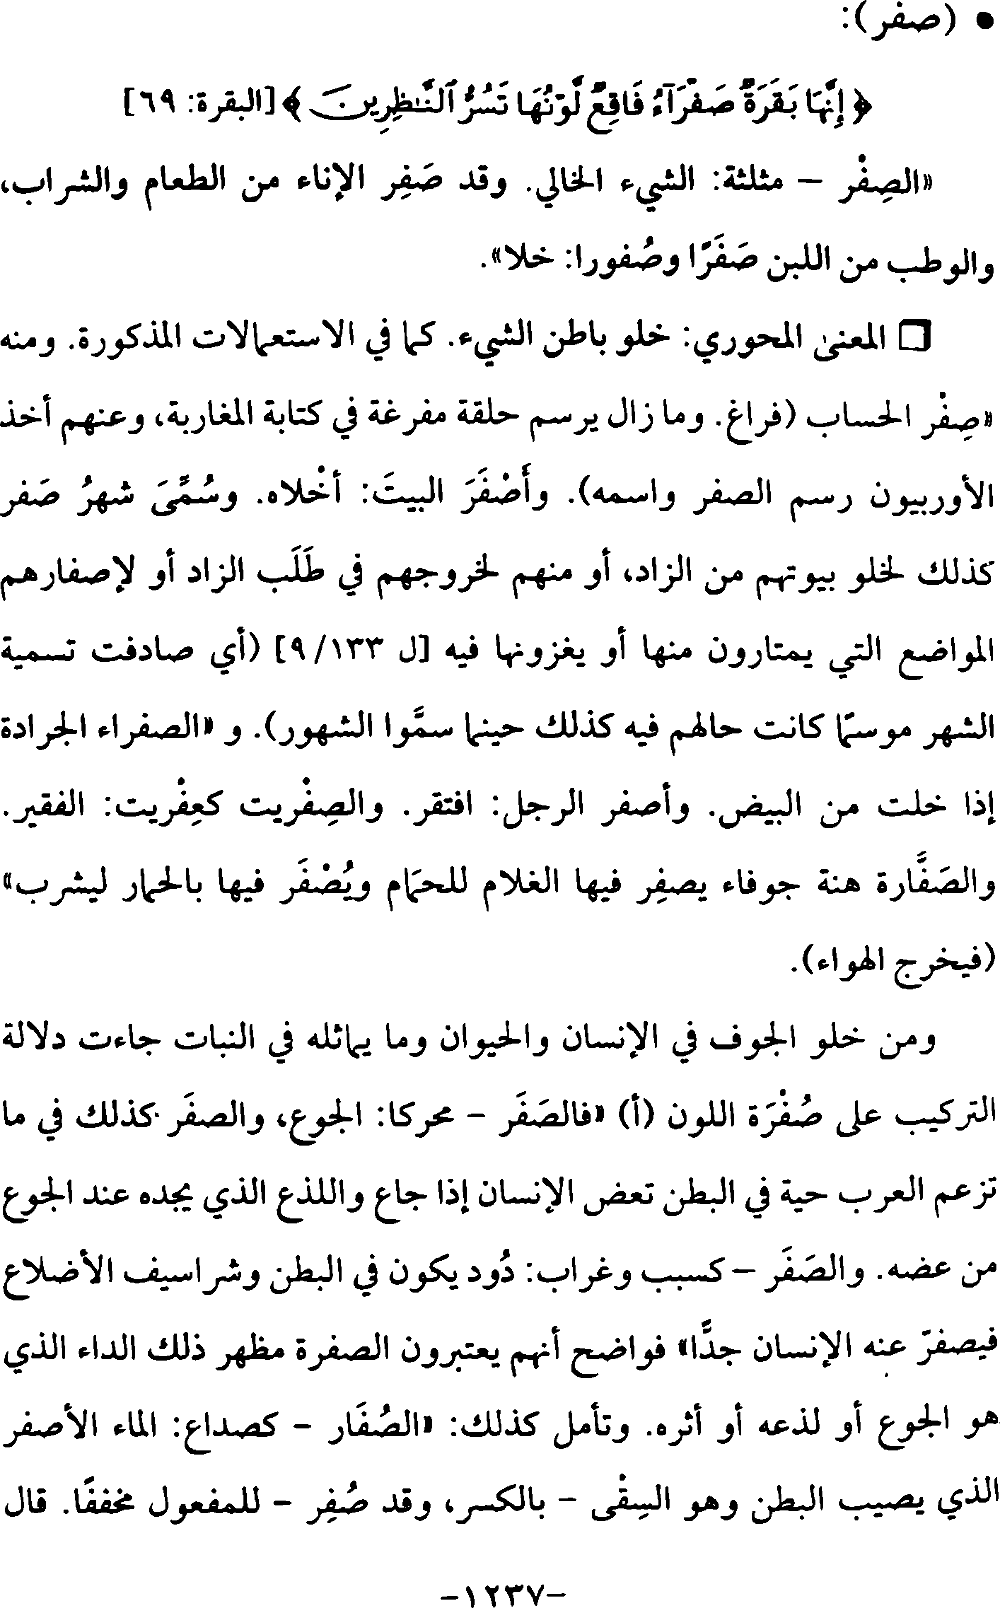 • (صفر):
﴿إِنَّهَا بَقَرَةٌ صَفْرَآءُ فَاقِعٌ لَّوْنُهَا تَسُرُّ ٱلنَّـٰظِرِينَ﴾ [البقرة: ٦٩]
«الصِفْر – مثلثة: الشيء الخالي. وقد صَفِر الإناء من الطعام والشراب،
والوطب من اللبن صَفَرًا وصُفورا: خلا».
❒ المعنىٰ المحوري: خلو باطن الشيء. كما في الاستعمالات المذكورة. ومنه
«صِفْر الحساب (فراغ. وما زال يرسم حلقة مفرغة في كتابة المغاربة، وعنهم أخذ
الأوربيون رسم الصفر واسمه). وأَصْفَرَ البيتَ: أخْلاه. وسُمِّىَ شهرُ صَفر
كذلك لخلو بيوتهم من الزاد، أو منهم لخروجهم في طَلَب الزاد أو لإصفارهم
المواضع التي يمتارون منها أو يغزونها فيه [ل ٩/١٣٣] (أي صادفت تسمية
الشهر موسمًا كانت حالهم فيه كذلك حينما سمَّوا الشهور). و «الصفراء الجرادة
إذا خلت من البيض. وأصفر الرجل: افتقر. والصِفْريت كعِفْريت: الفقير.
والصَفَّارة هنة جوفاء يصفِر فيها الغلام للحمَام ويُصْفَر فيها بالحمار ليشرب»
(فيخرج الهواء).
ومن خلو الجوف في الإنسان والحيوان وما يماثله في النبات جاءت دلالة
التركيب على صُفْرَة اللون (أ) «فالصَفَر – محركا: الجوع، والصفَر كذلك في ما
تزعم العرب حية في البطن تعض الإنسان إذا جاع واللذع الذي يجده عند الجوع
من عضه. والصَفَر – كسبب وغراب: دُود يكون في البطن وشراسيف الأضلاع
فيصفرّ عنه الإنسان جدًّا» فواضح أنهم يعتبرون الصفرة مظهر ذلك الداء الذي
هو الجوع أو لذعه أو أثره. وتأمل كذلك: «الصُفَار – كصداع: الماء الأصفر
الذي يصيب البطن وهو السِقْى – بالكسر، وقد صُفِر – للمفعول مخففًا. قال
-١٢٣٧-